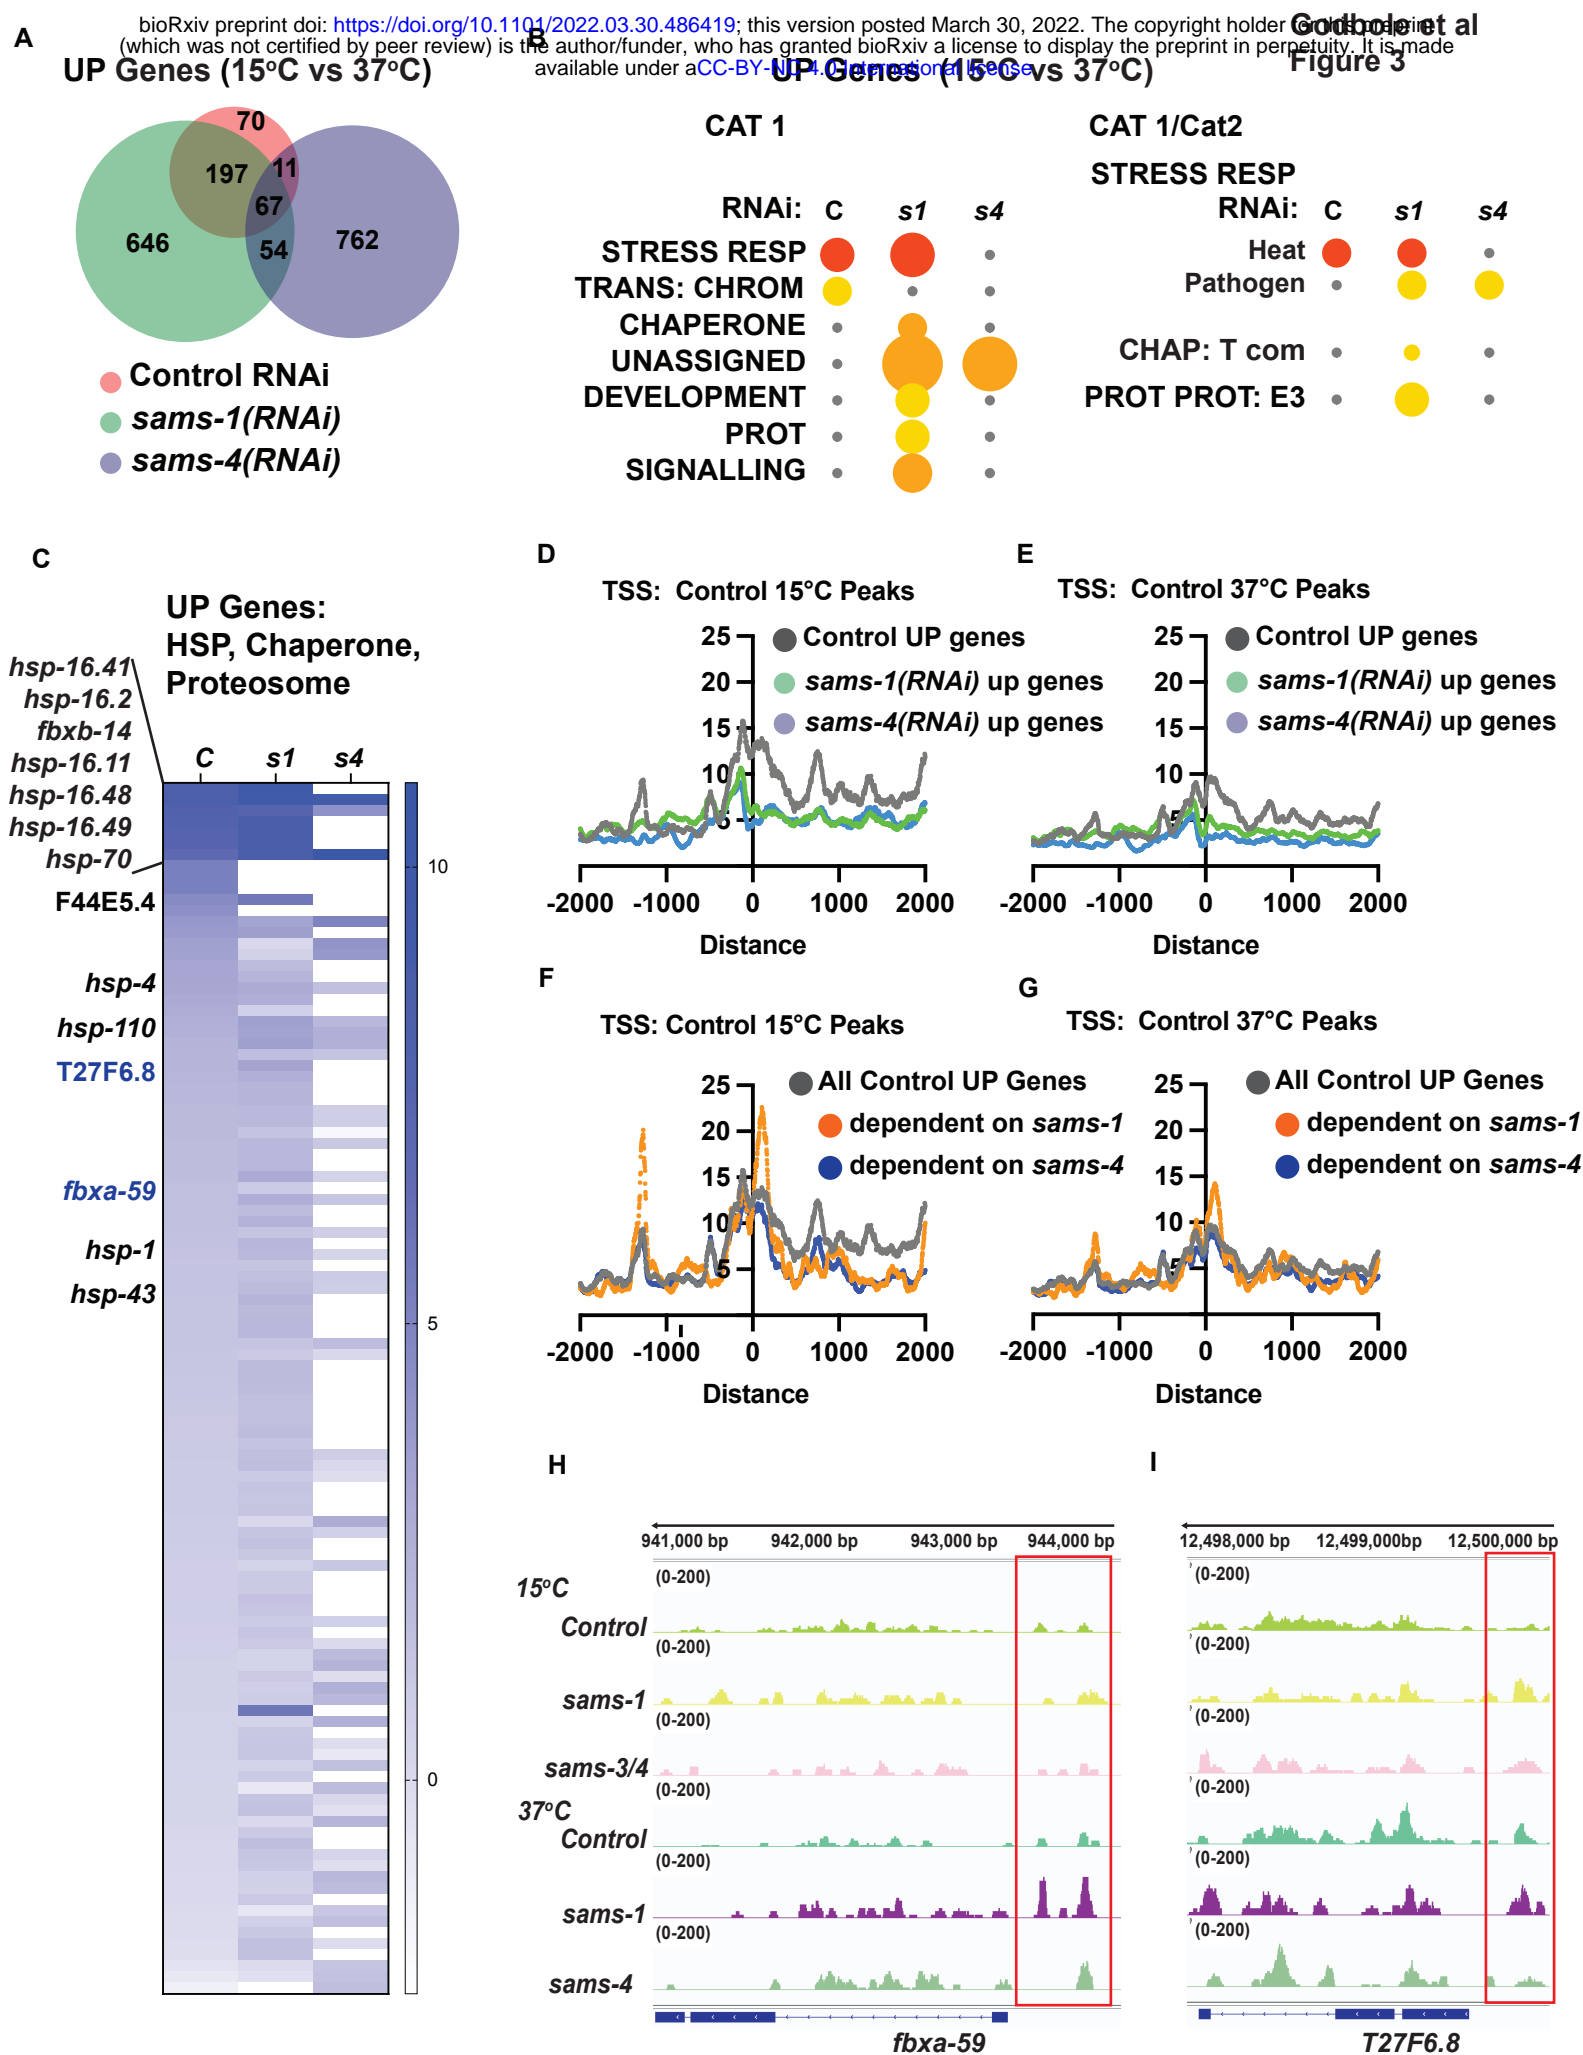 bioRxiv preprint doi: https://doi.org/10.1101/2022.03.30.486419; this version posted March 30, 2022. The copyright holder for this preprint
(which was not certified by peer review) is the author/funder, who has granted bioRxiv a license to display the preprint in perpetuity. It is made
available under aCC-BY-NC 4.0 International license.
Godbole et al
Figure 3
A
UP Genes (15°C vs 37°C)
70
197
11
67
646
54
762
Control RNAi
sams-1(RNAi)
sams-4(RNAi)
B
UP Genes (15°C vs 37°C)
CAT 1
RNAi: C s1 s4
STRESS RESP
TRANS: CHROM
CHAPERONE
UNASSIGNED
DEVELOPMENT
PROT
SIGNALLING
CAT 1/Cat2
STRESS RESP
RNAi: C s1 s4
Heat
Pathogen
CHAP: T com
PROT PROT: E3
C
UP Genes:
HSP, Chaperone,
Proteosome
C s1 s4
hsp-16.41
hsp-16.2
fbxb-14
hsp-16.11
hsp-16.48
hsp-16.49
hsp-70
F44E5.4
hsp-4
hsp-110
T27F6.8
fbxa-59
hsp-1
hsp-43
10
5
0
D
TSS: Control 15°C Peaks
Control UP genes
sams-1(RNAi) up genes
sams-4(RNAi) up genes
25
20
15
10
5
-2000 -1000 0 1000 2000
Distance
E
TSS: Control 37°C Peaks
Control UP genes
sams-1(RNAi) up genes
sams-4(RNAi) up genes
25
20
15
10
5
-2000 -1000 0 1000 2000
Distance
F
TSS: Control 15°C Peaks
All Control UP Genes
dependent on sams-1
dependent on sams-4
25
20
15
10
5
-2000 -1000 0 1000 2000
Distance
G
TSS: Control 37°C Peaks
All Control UP Genes
dependent on sams-1
dependent on sams-4
25
20
15
10
5
-2000 -1000 0 1000 2000
Distance
H
941,000 bp 942,000 bp 943,000 bp 944,000 bp
15°C
(0-200)
Control
(0-200)
sams-1
(0-200)
sams-3/4
(0-200)
37°C
Control
(0-200)
sams-1
(0-200)
sams-4
fbxa-59
I
12,498,000 bp 12,499,000bp 12,500,000 bp
(0-200)
(0-200)
(0-200)
(0-200)
(0-200)
(0-200)
T27F6.8